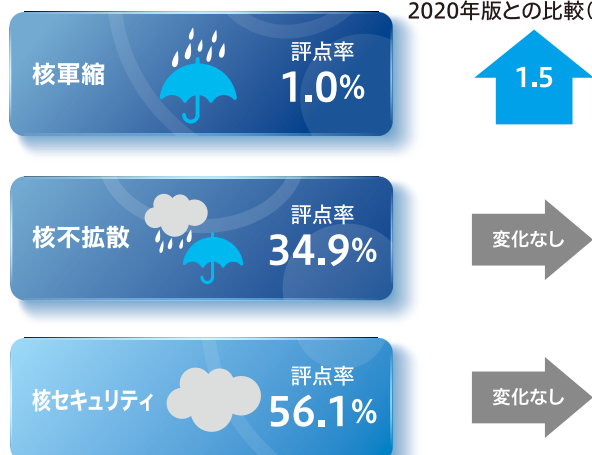 2020年版との比較(
核軍縮
評点率
1.0%
1.5
核不拡散
評点率
34.9%
変化なし
核セキュリティ
評点率
56.1%
変化なし